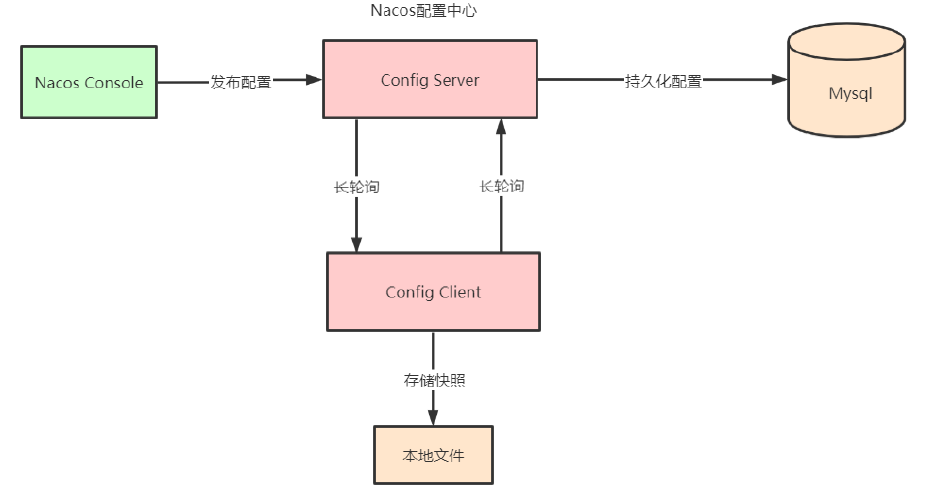 Nacos配置中心
Nacos Console
发布配置
Config Server
持久化配置
Mysql
长轮询
长轮询
Config Client
存储快照
本地文件